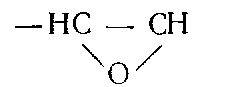 —HC — CH
O